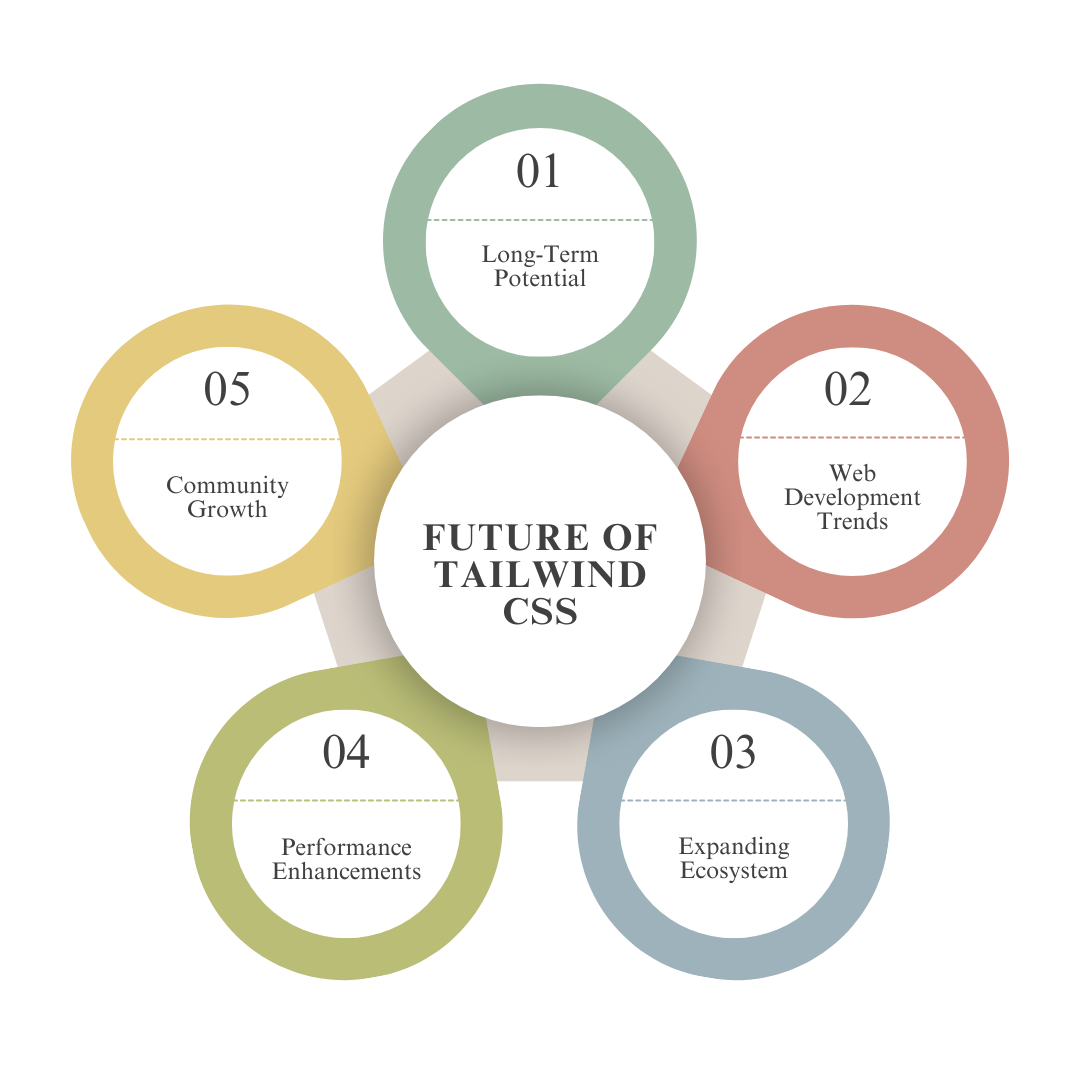 01
Long-Term
Potential
02
Web
Development
Trends
03
Expanding
Ecosystem
04
Performance
Enhancements
05
Community
Growth
FUTURE OF
TAILWIND
CSS